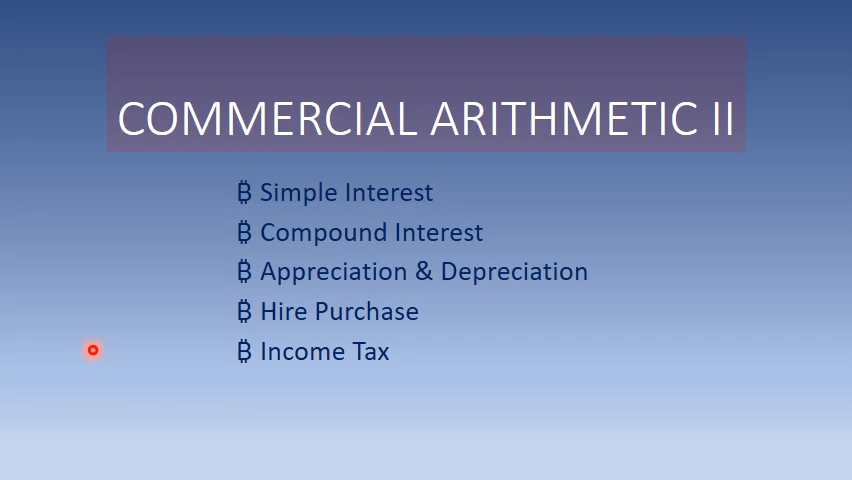 COMMERCIAL ARITHMETIC II
₿ Simple Interest
₿ Compound Interest
₿ Appreciation & Depreciation
₿ Hire Purchase
₿ Income Tax